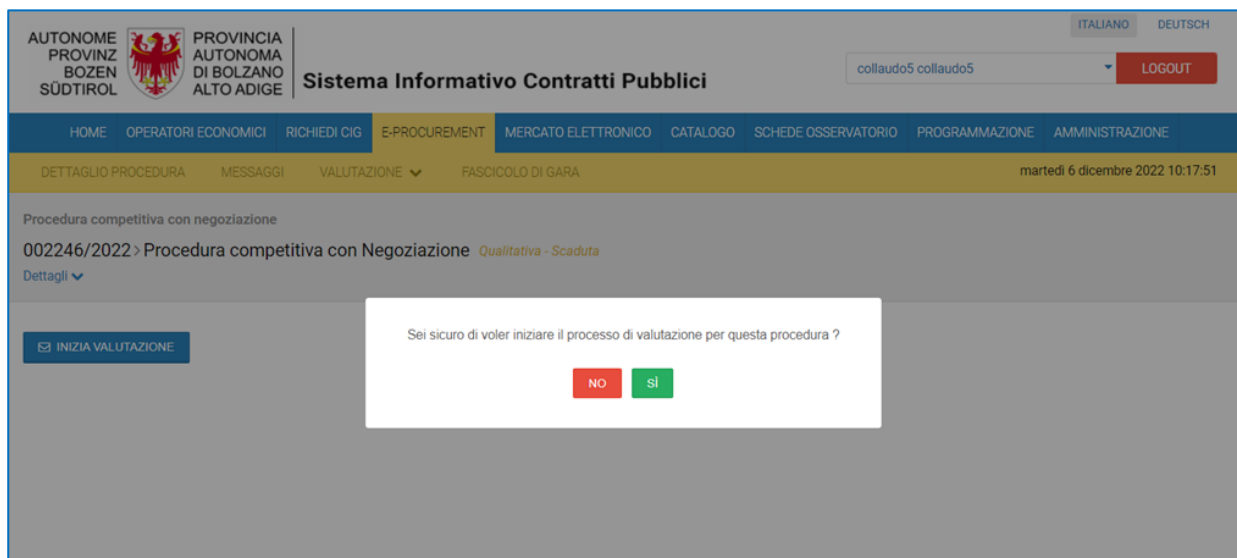 ITALIANO DEUTSCH
AUTONOME PROVINZ BOZEN SÜDTIROL
PROVINCIA AUTONOMA DI BOLZANO ALTO ADIGE
Sistema Informativo Contratti Pubblici
collaudo5 collaudo5 LOGOUT
HOME OPERATORI ECONOMICI RICHIEDI CIG E-PROCUREMENT MERCATO ELETTRONICO CATALOGO SCHEDE OSSERVATORIO PROGRAMMAZIONE AMMINISTRAZIONE
DETTAGLIO PROCEDURA MESSAGGI VALUTAZIONE FASCICOLO DI GARA martedì 6 dicembre 2022 10:17:51
Procedura competitiva con negoziazione
002246/2022 > Procedura competitiva con Negoziazione Qualitativa - Scaduta
Dettagli
Sei sicuro di voler iniziare il processo di valutazione per questa procedura ?
INIZIA VALUTAZIONE
NO SÌ